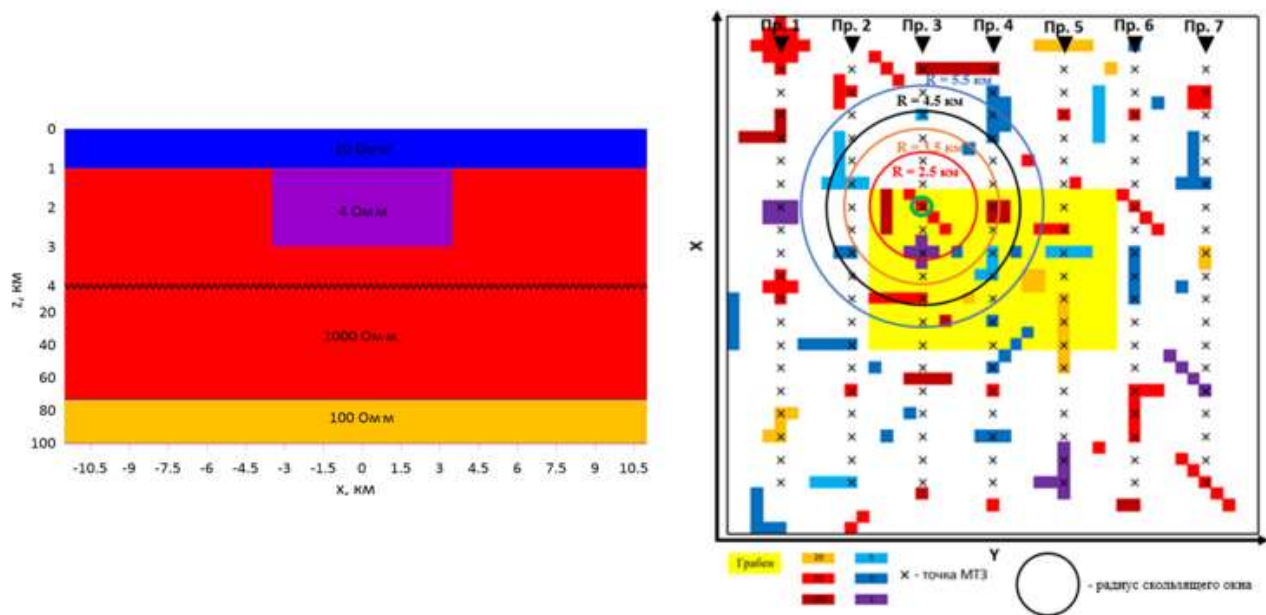 0
1
2
3
4
20
40
60
80
100
z, км
4 Ом м
1000 Ом м
100 Ом м
-10.5 -9 -7.5 -6 -4.5 -3 -1.5 0 1.5 3 4.5 6 7.5 9 10.5
x, км
Пр. 1 Пр. 2 Пр. 3 Пр. 4 Пр. 5 Пр. 6 Пр. 7
R = 5.5 км
R = 4.5 км
R = 3.5 км
R = 2.5 км
X
Y
Грабен
× - точка МТЗ
- радиус скользящего окна